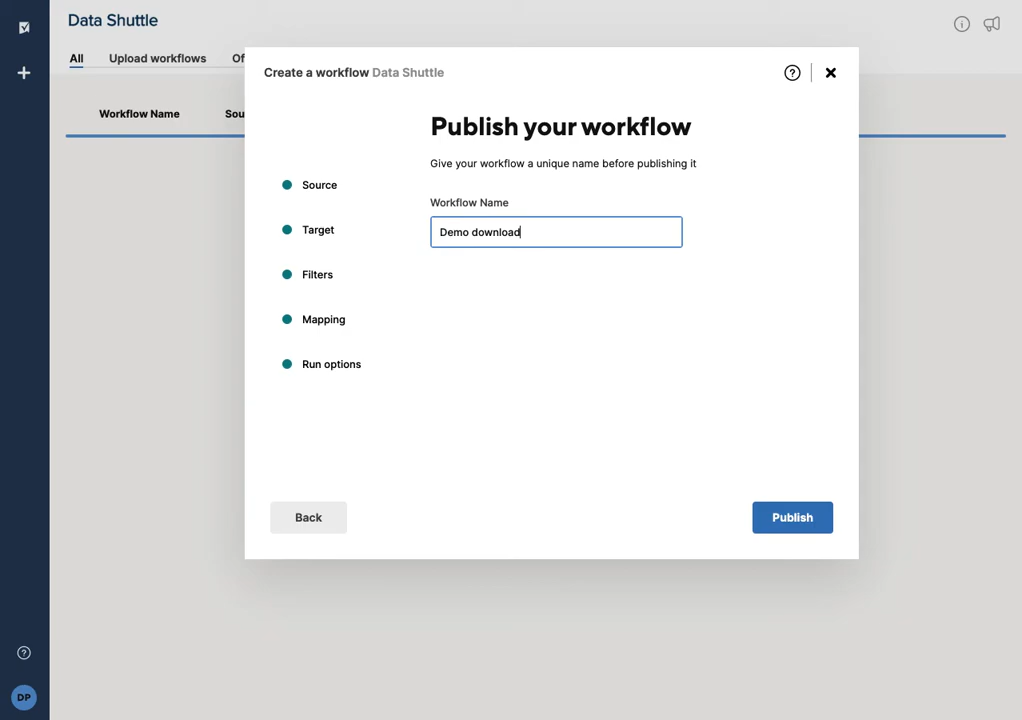 Data Shuttle
All Upload workflows Of
Workflow Name Sou
Create a workflow Data Shuttle
?
Publish your workflow
Give your workflow a unique name before publishing it
Source
Target
Filters
Mapping
Run options
Workflow Name
Demo download
Back
Publish
?
DP